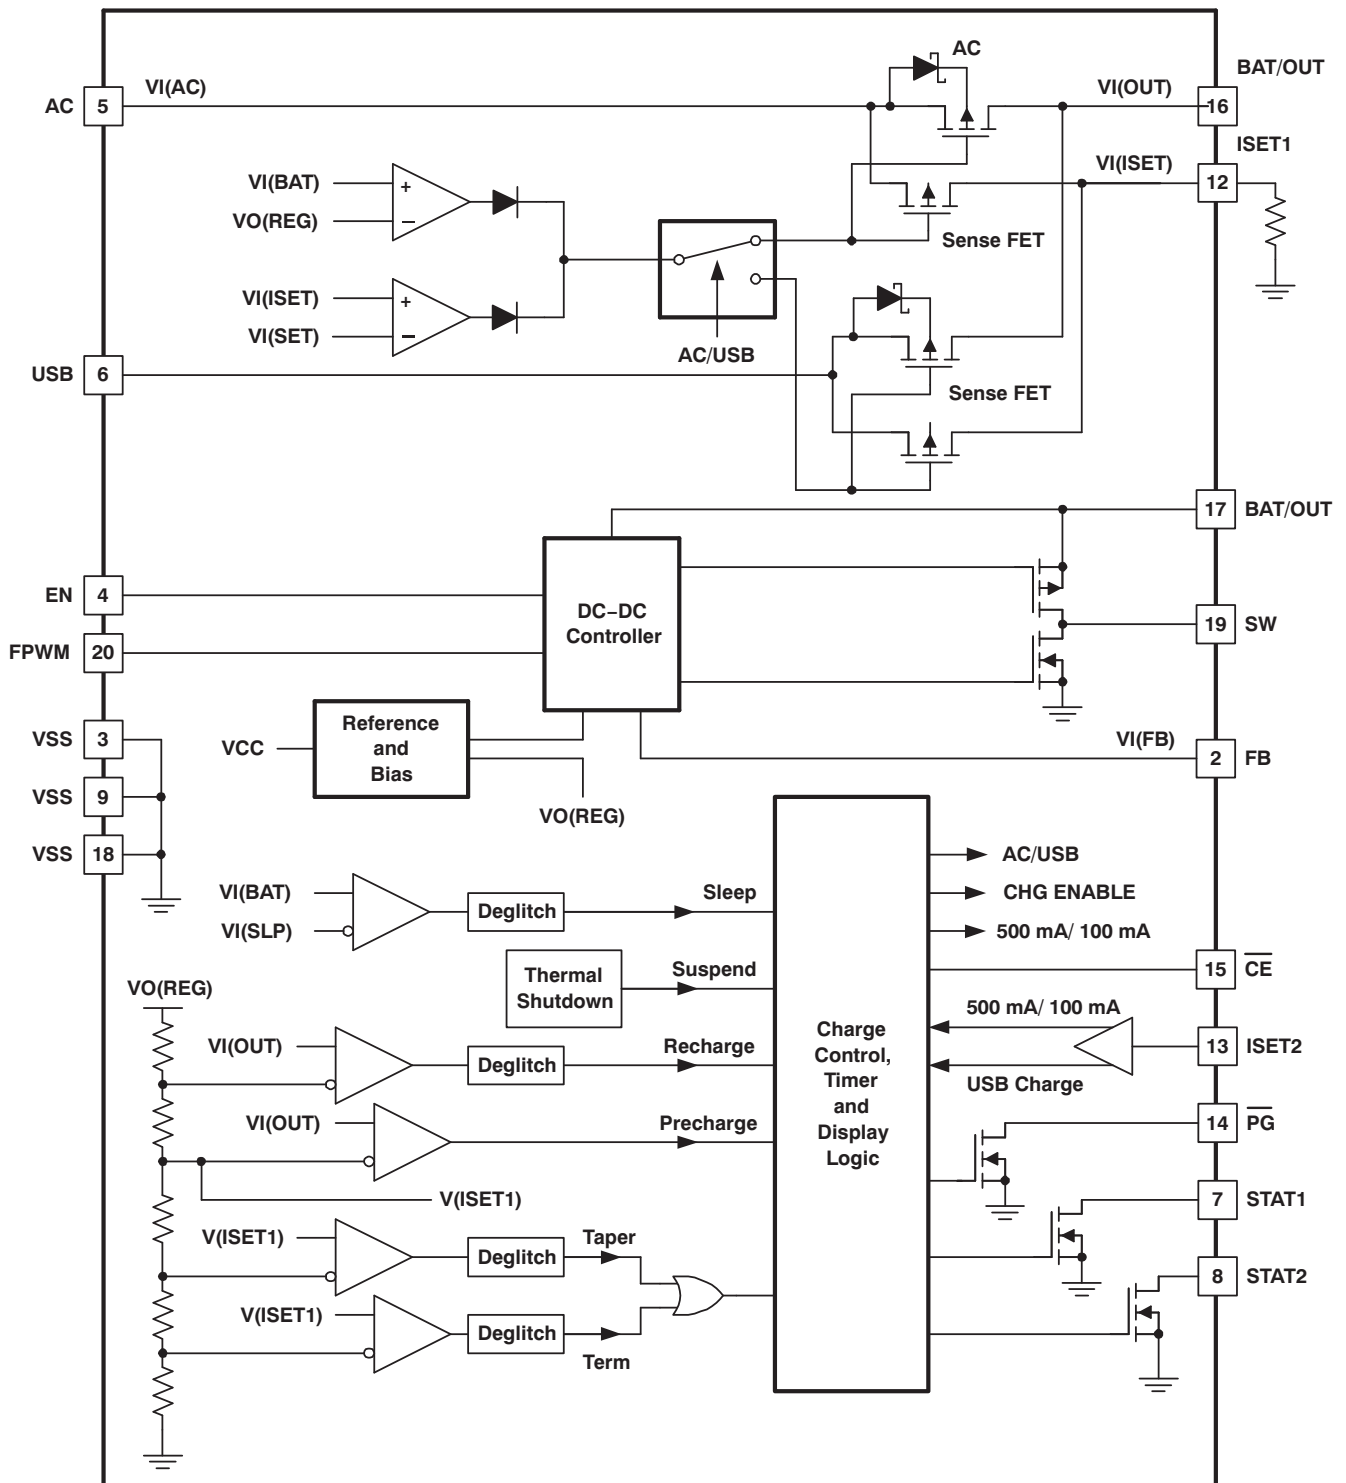 AC
BAT/OUT
VI(AC)
VI(OUT)
AC
5
16
ISET1
VI(ISET)
VI(BAT)
+
12
VO(REG)
−
Sense FET
VI(ISET)
+
VI(SET)
−
AC/USB
USB
6
Sense FET
17
BAT/OUT
EN
4
DC−DC
Controller
19
SW
FPWM
20
Reference
and
Bias
VSS
3
VCC
VI(FB)
2
FB
VSS
9
VO(REG)
VSS
18
AC/USB
VI(BAT)
Deglitch
Sleep
CHG ENABLE
VI(SLP)
500 mA/ 100 mA
Thermal
Shutdown
Suspend
15
CE
VO(REG)
500 mA/ 100 mA
Charge
Control,
Timer
and
Display
Logic
VI(OUT)
Deglitch
Recharge
13
ISET2
USB Charge
VI(OUT)
Precharge
14
PG
V(ISET1)
7
STAT1
V(ISET1)
Deglitch
Taper
8
STAT2
V(ISET1)
Deglitch
Term